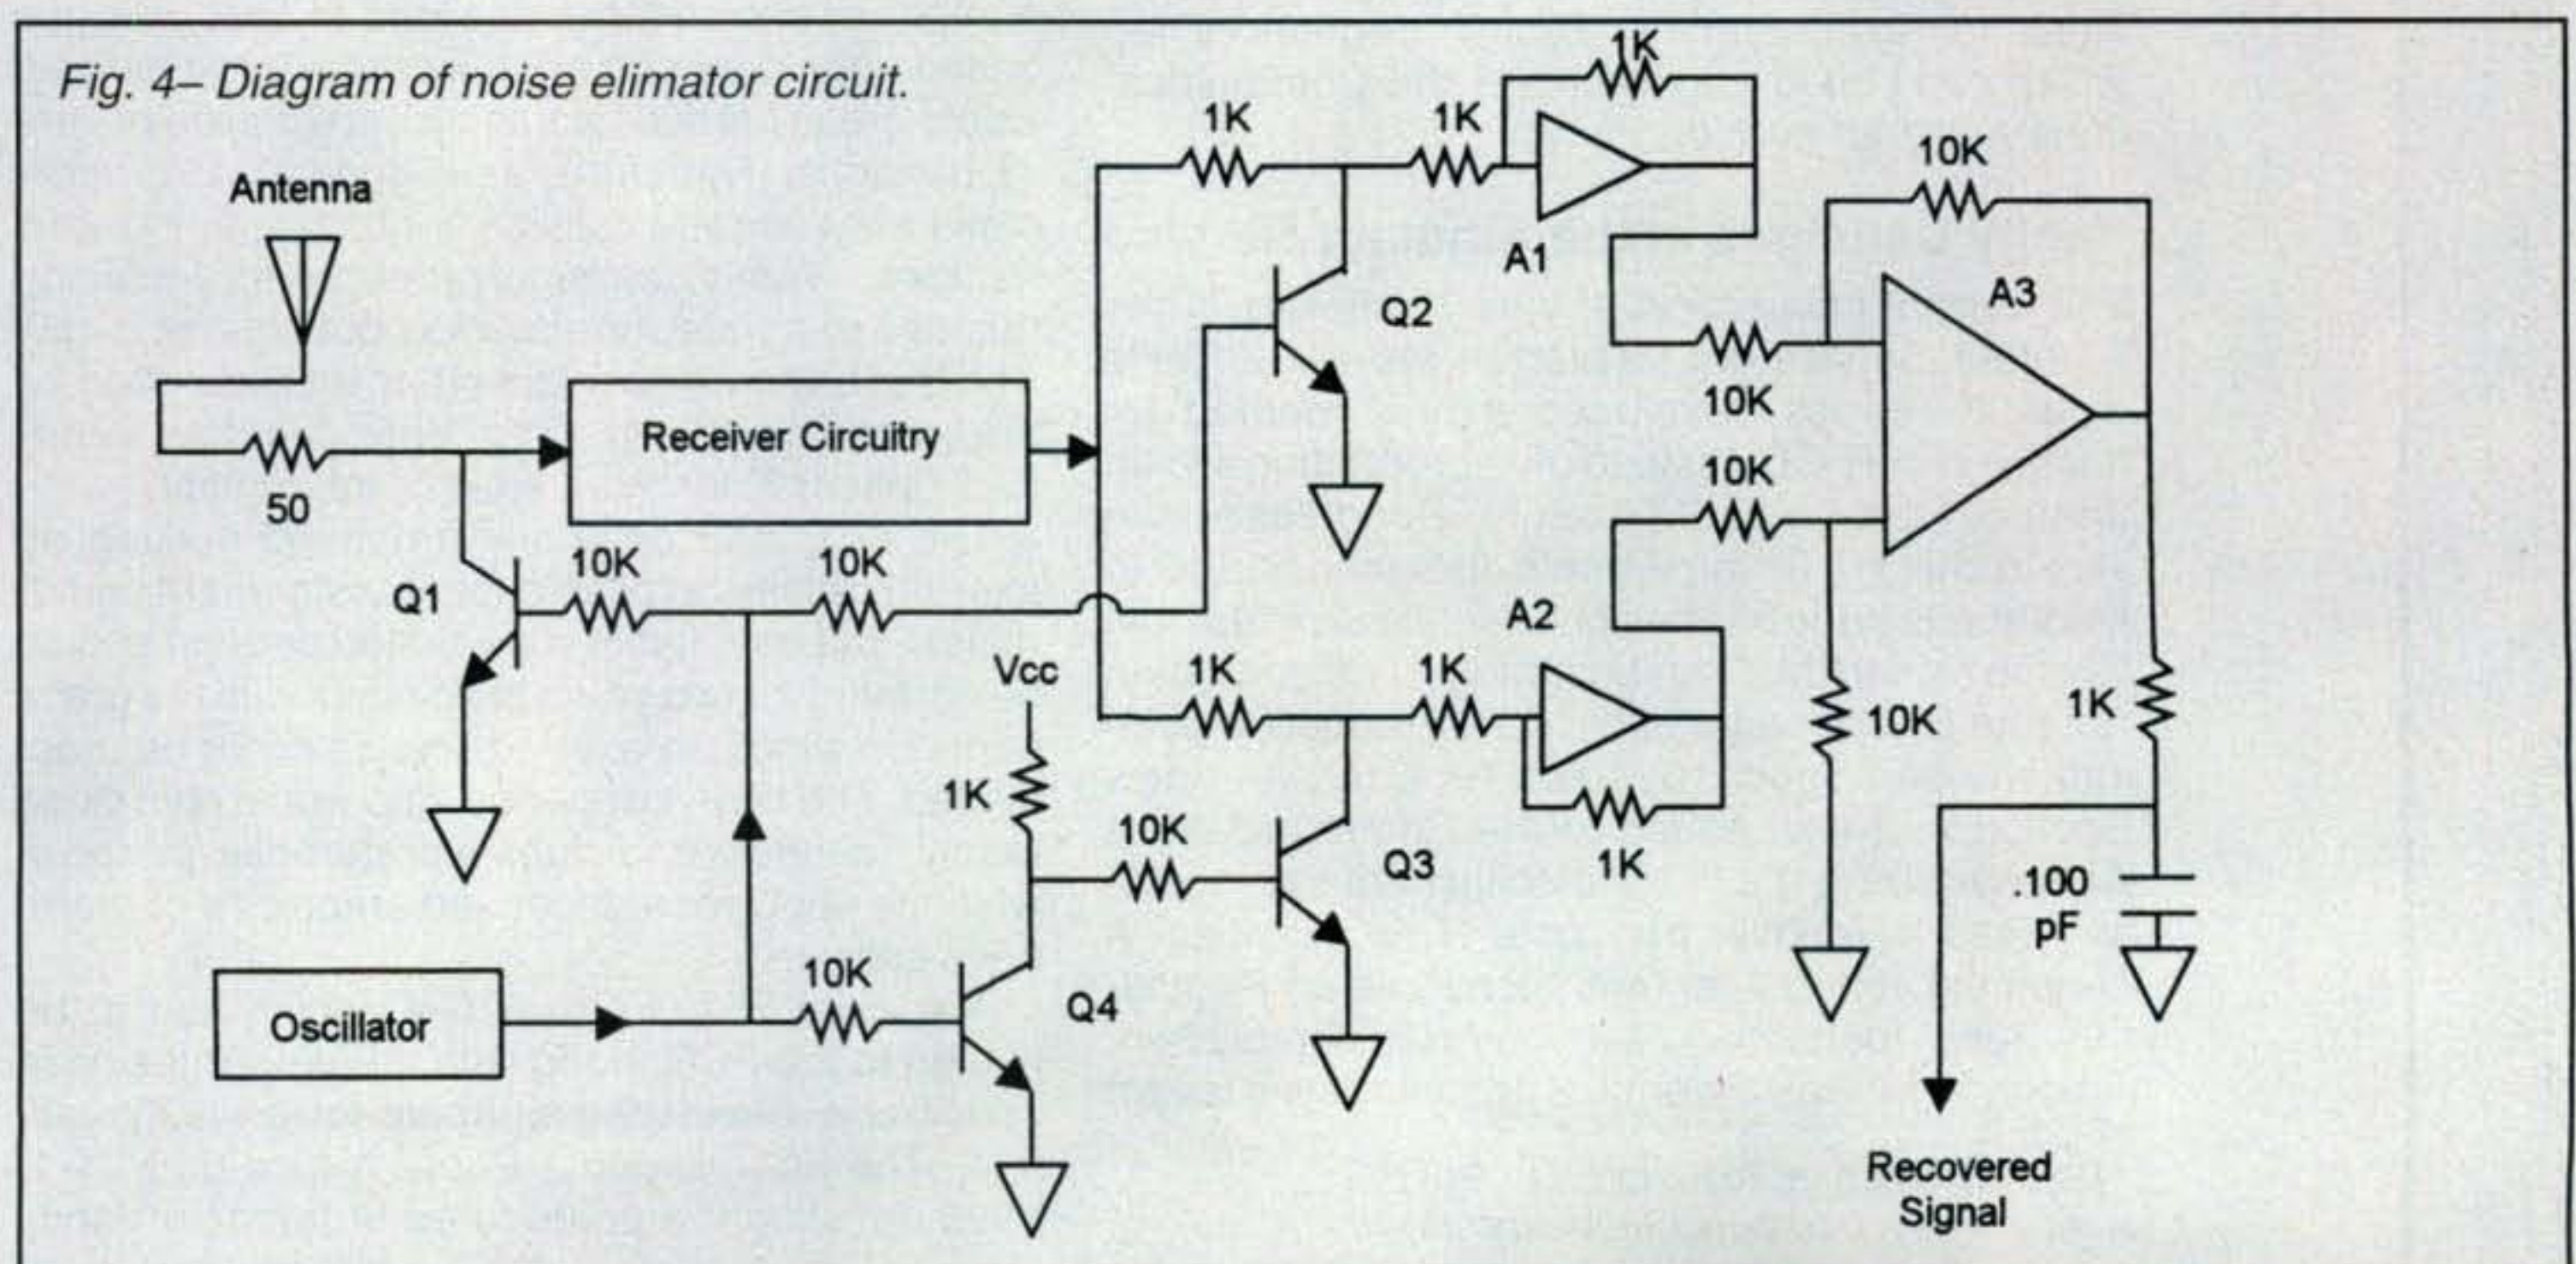 Fig. 4– Diagram of noise elimator circuit.
Antenna
50
Receiver Circuitry
Q1
10K
10K
Oscillator
10K
Q4
Vcc
1K
10K
Q3
1K
1K
Q2
1K
1K
1K
A1
A2
1K
10K
A3
10K
10K
10K
1K
.100
pF
Recovered
Signal